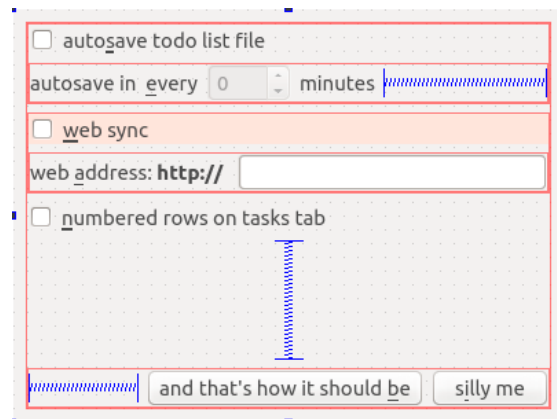 autosave todo list file
autosave in every 0 minutes
web sync
web address: http://
numbered rows on tasks tab
and that's how it should be silly me